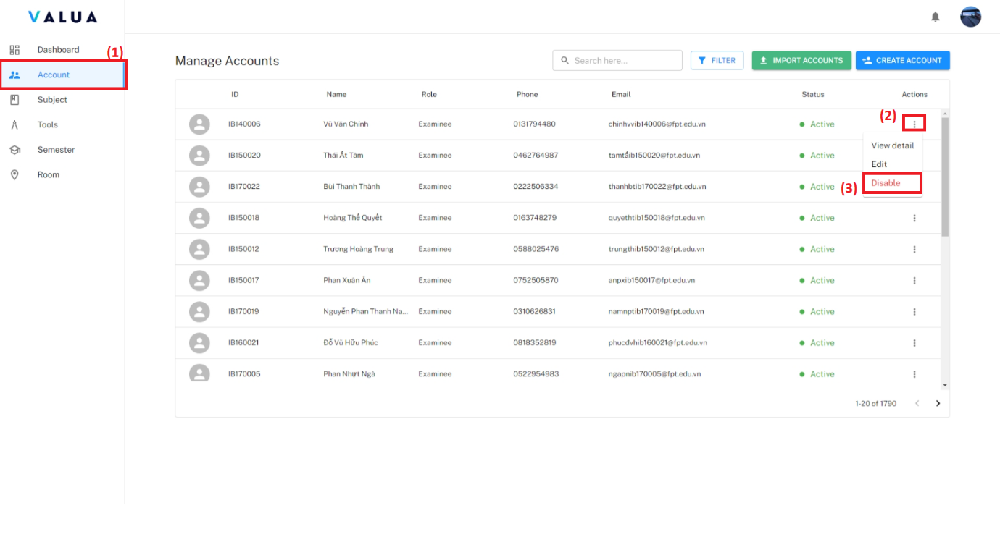 VALUA
Dashboard
(1)
Account
Subject
Tools
Semester
Room
Manage Accounts
Search here...
FILTER
IMPORT ACCOUNTS
CREATE ACCOUNT
ID Name Role Phone Email Status Actions
IB140006 Vũ Văn Chính Examinee 0131794480 chinhvvib140006@fpt.edu.vn Active (2)
View detail
IB150020 Thái Ất Tâm Examinee 0462764987 tamtấib150020@fpt.edu.vn Active
Edit
IB170022 Bùi Thanh Thành Examinee 0222506334 thanhbtib170022@fpt.edu.vn Active (3) Disable
IB150018 Hoàng Thế Quyết Examinee 0163748279 quyethtib150018@fpt.edu.vn Active
IB150012 Trương Hoàng Trung Examinee 0588025476 trungthib150012@fpt.edu.vn Active
IB150017 Phan Xuân Ẩn Examinee 0752505870 anpxib150017@fpt.edu.vn Active
IB170019 Nguyễn Phan Thanh Na... Examinee 0310626831 namnptib170019@fpt.edu.vn Active
IB160021 Đỗ Vũ Hữu Phúc Examinee 0818352819 phucđvhib160021@fpt.edu.vn Active
IB170005 Phan Nhựt Ngà Examinee 0522954983 ngapnib170005@fpt.edu.vn Active
1-20 of 1790